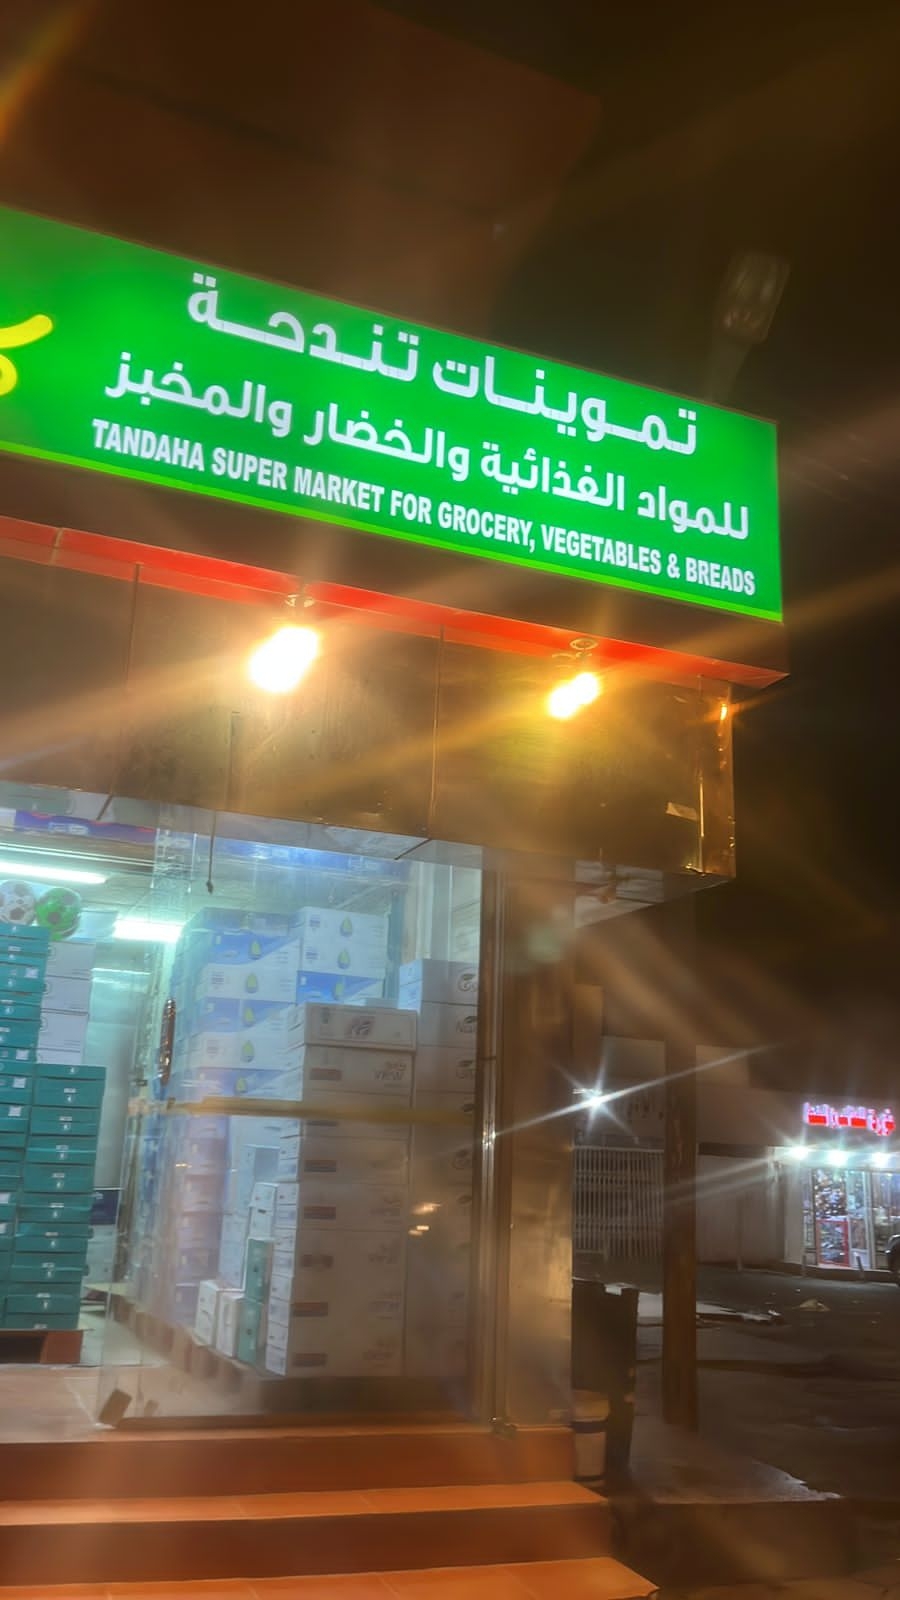 تموينات تندحة
للمواد الغذائية والخضار والمخبز
TANDAHA SUPER MARKET FOR GROCERY, VEGETABLES & BREADS